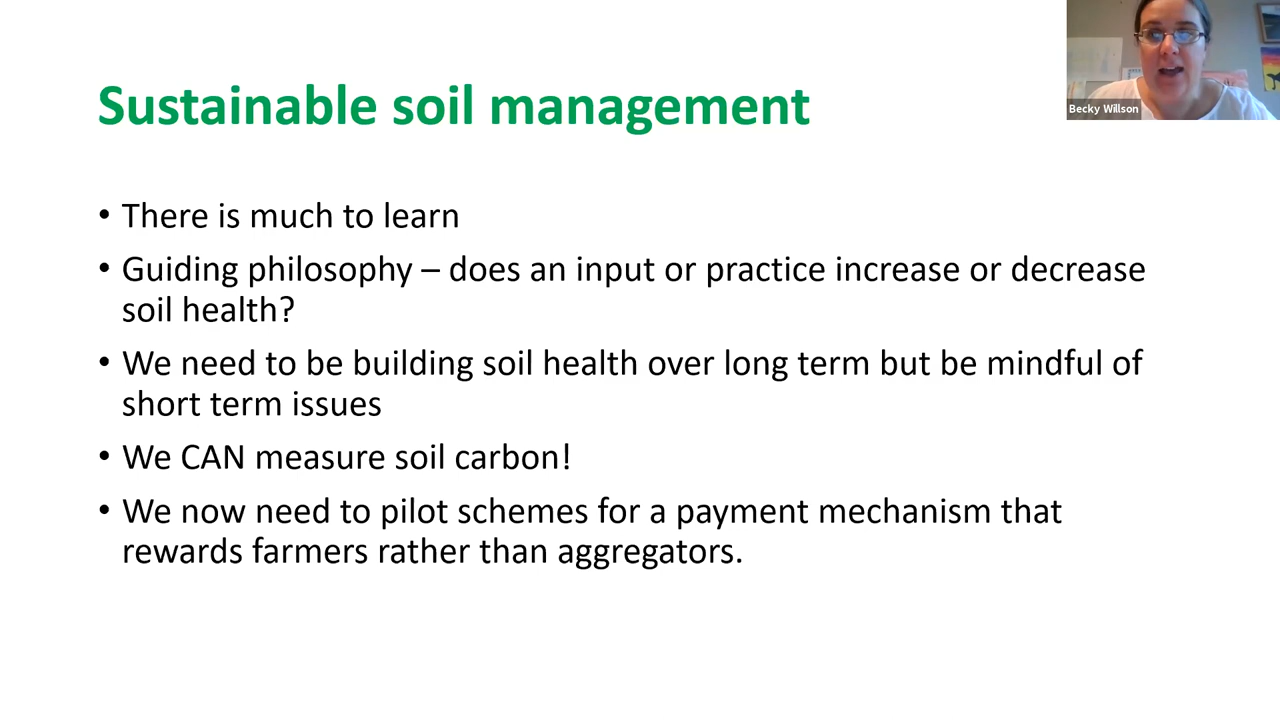 Sustainable soil management
Becky Willson
• There is much to learn
• Guiding philosophy – does an input or practice increase or decrease
soil health?
• We need to be building soil health over long term but be mindful of
short term issues
• We CAN measure soil carbon!
• We now need to pilot schemes for a payment mechanism that
rewards farmers rather than aggregators.